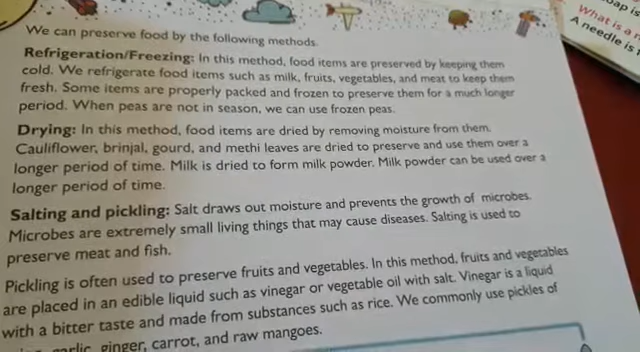 We can preserve food by the following methods.
Refrigeration/Freezing: In this method, food items are preserved by keeping them
cold. We refrigerate food items such as milk, fruits, vegetables, and meat to keep them
fresh. Some items are properly packed and frozen to preserve them for a much longer
period. When peas are not in season, we can use frozen peas.
Drying: In this method, food items are dried by removing moisture from them.
Cauliflower, brinjal, gourd, and methi leaves are dried to preserve and use them over a
longer period of time. Milk is dried to form milk powder. Milk powder can be used over a
longer period of time.
Salting and pickling: Salt draws out moisture and prevents the growth of microbes.
Microbes are extremely small living things that may cause diseases. Salting is used to
preserve meat and fish.
Pickling is often used to preserve fruits and vegetables. In this method, fruits and vegetables
are placed in an edible liquid such as vinegar or vegetable oil with salt. Vinegar is a liquid
with a bitter taste and made from substances such as rice. We commonly use pickles of
garlic, ginger, carrot, and raw mangoes.
is
What is a
A needle is